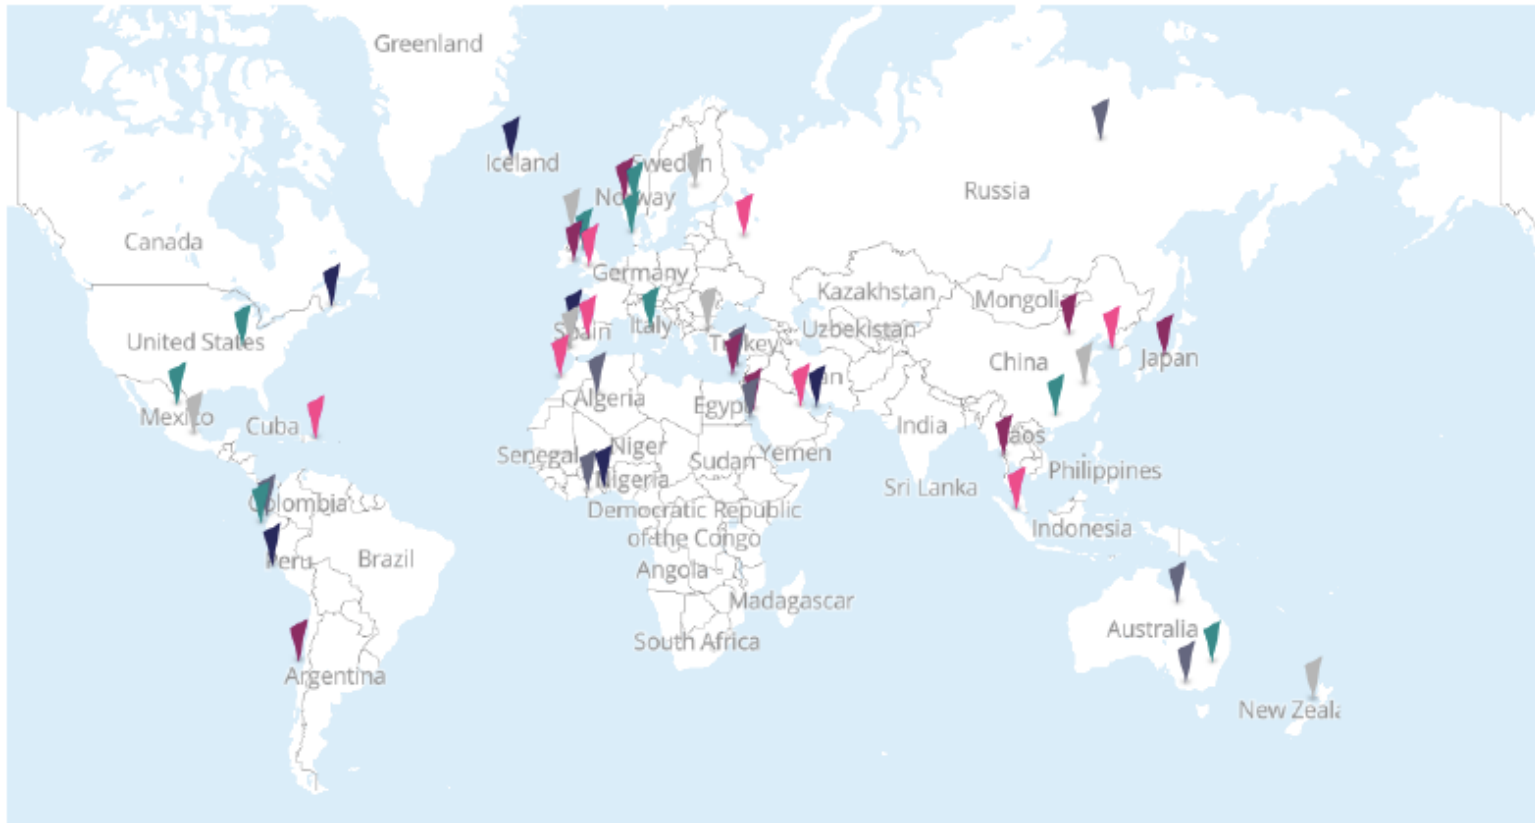 Greenland
Iceland
Sweden
Norway
Russia
Canada
Germany
Kazakhstan
Mongoli
United States
Spain
Italy
Turkey
Uzbekistan
China
Japan
Mexico
Cuba
Algeria
Egypt
an
India
Laos
Senegal
Niger
Nigeria
Sudan
Yemen
Sri Lanka
Philippines
Colombia
Democratic Republic
of the Congo
Indonesia
Peru
Brazil
Angola
Madagascar
South Africa
Australia
Argentina
New Zeala